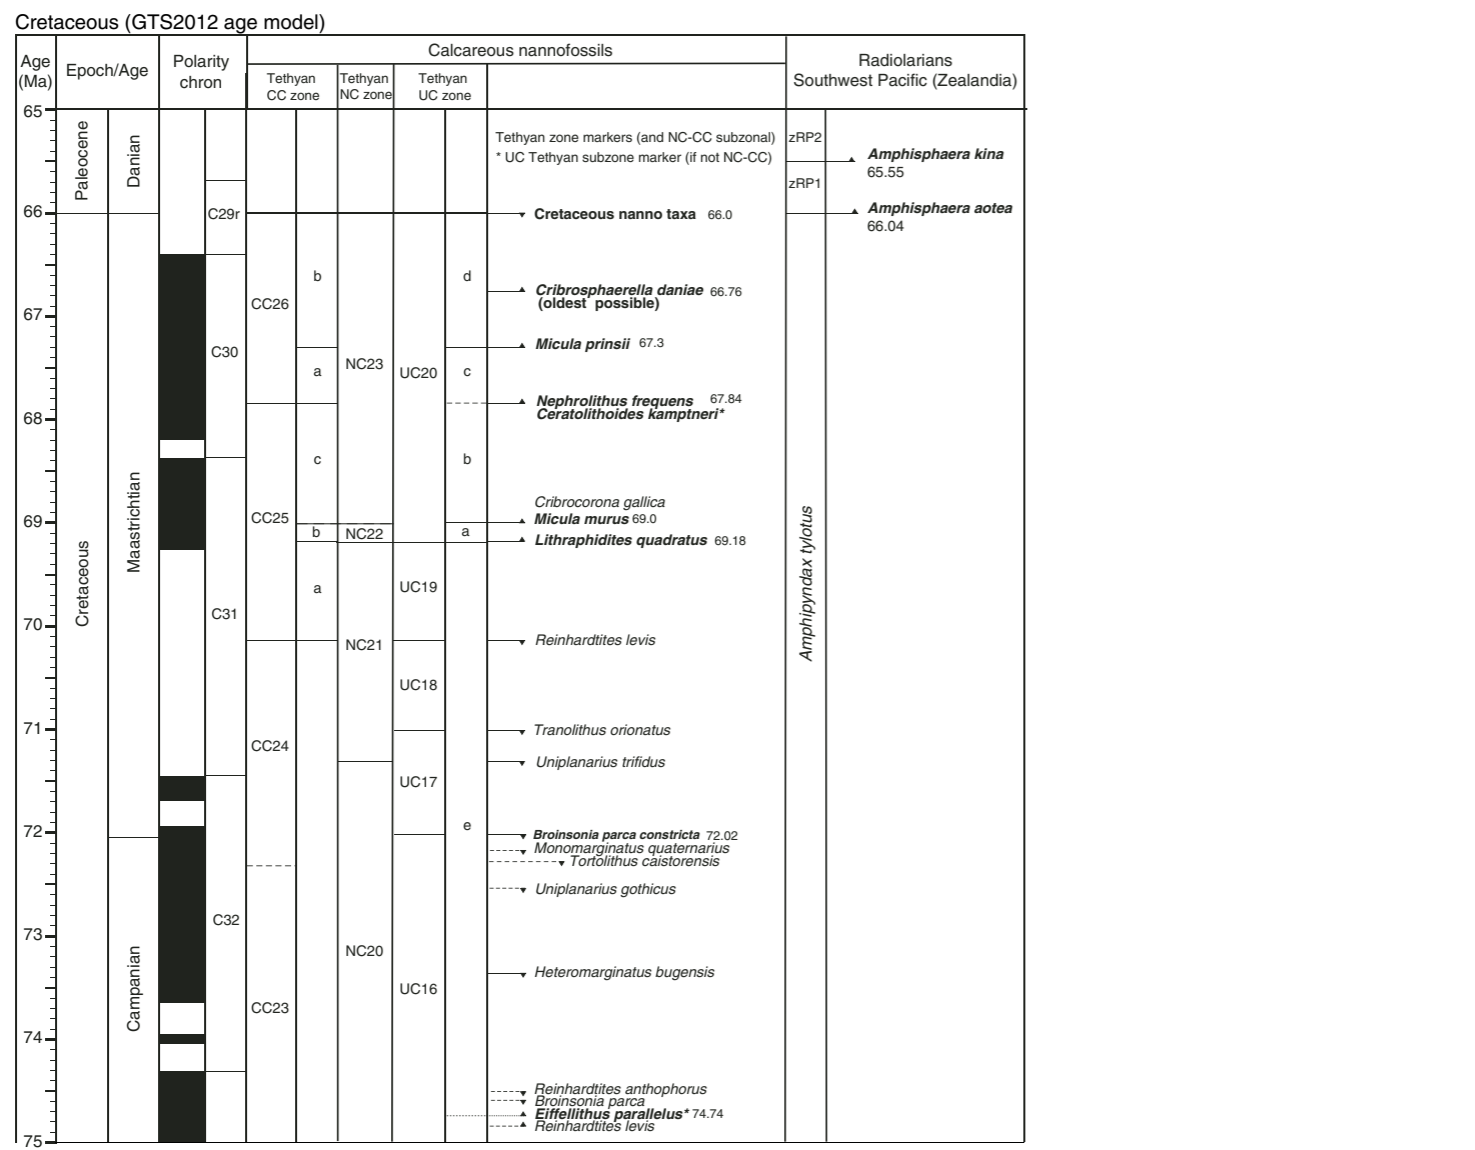 Cretaceous (GTS2012 age model)
Age
(Ma)
Epoch/Age
Polarity
chron
Calcareous nannofossils
Tethyan
CC zone
Tethyan
NC zone
Tethyan
UC zone
Radiolarians
Southwest Pacific (Zealandia)
65
66
67
68
69
70
71
72
73
74
75
Paleocene
Cretaceous
Danian
Maastrichtian
Campanian
C29r
C30
C31
C32
CC26
CC25
CC24
CC23
b
a
c
b
a
NC23
NC22
NC21
NC20
UC20
UC19
UC18
UC17
UC16
d
c
b
a
e
Tethyan zone markers (and NC-CC subzonal)
* UC Tethyan subzone marker (if not NC-CC)
Cretaceous nanno taxa 66.0
Cribrosphaerella daniae 66.76
(oldest possible)
Micula prinsii 67.3
Nephrolithus frequens 67.84
Ceratolithoides kamptneri*
Cribrocorona gallica
Micula murus 69.0
Lithraphidites quadratus 69.18
Reinhardtites levis
Tranolithus orionatus
Uniplanarius trifidus
Broinsonia parca constricta 72.02
Monomarginatus quaternarius
Tortolithus caistorensis
Uniplanarius gothicus
Heteromarginatus bugensis
Reinhardtites anthophorus
Broinsonia parca
Eiffellithus parallelus* 74.74
Reinhardtites levis
zRP2
zRP1
Amphipyndax tylotus
Amphisphaera kina
65.55
Amphisphaera aotea
66.04